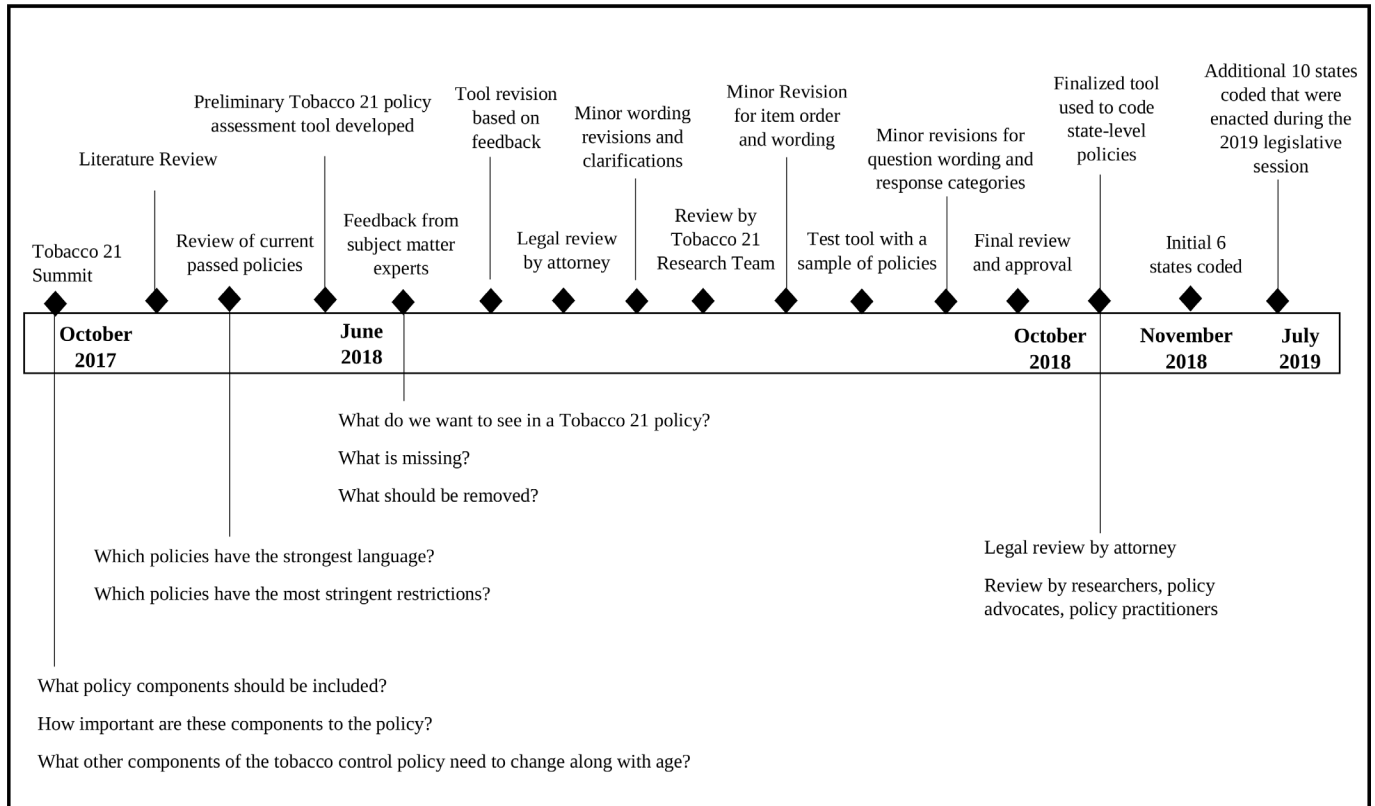 Tobacco 21
Summit
Literature Review
Review of current
passed policies
Preliminary Tobacco 21 policy
assessment tool developed
Feedback from
subject matter
experts
Tool revision
based on
feedback
Legal review
by attorney
Minor wording
revisions and
clarifications
Review by
Tobacco 21
Research Team
Minor Revision
for item order
and wording
Test tool with a
sample of policies
Minor revisions for
question wording and
response categories
Final review
and approval
Finalized tool
used to code
state-level
policies
Initial 6
states coded
Additional 10 states
coded that were
enacted during the
2019 legislative
session
October
2017
June
2018
October
2018
November
2018
July
2019
What do we want to see in a Tobacco 21 policy?
What is missing?
What should be removed?
Which policies have the strongest language?
Which policies have the most stringent restrictions?
Legal review by attorney
Review by researchers, policy
advocates, policy practitioners
What policy components should be included?
How important are these components to the policy?
What other components of the tobacco control policy need to change along with age?